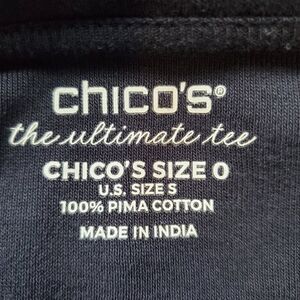 chico's®
the ultimate tee
CHICO'S SIZE 0
U.S. SIZE S
100% PIMA COTTON
MADE IN INDIA